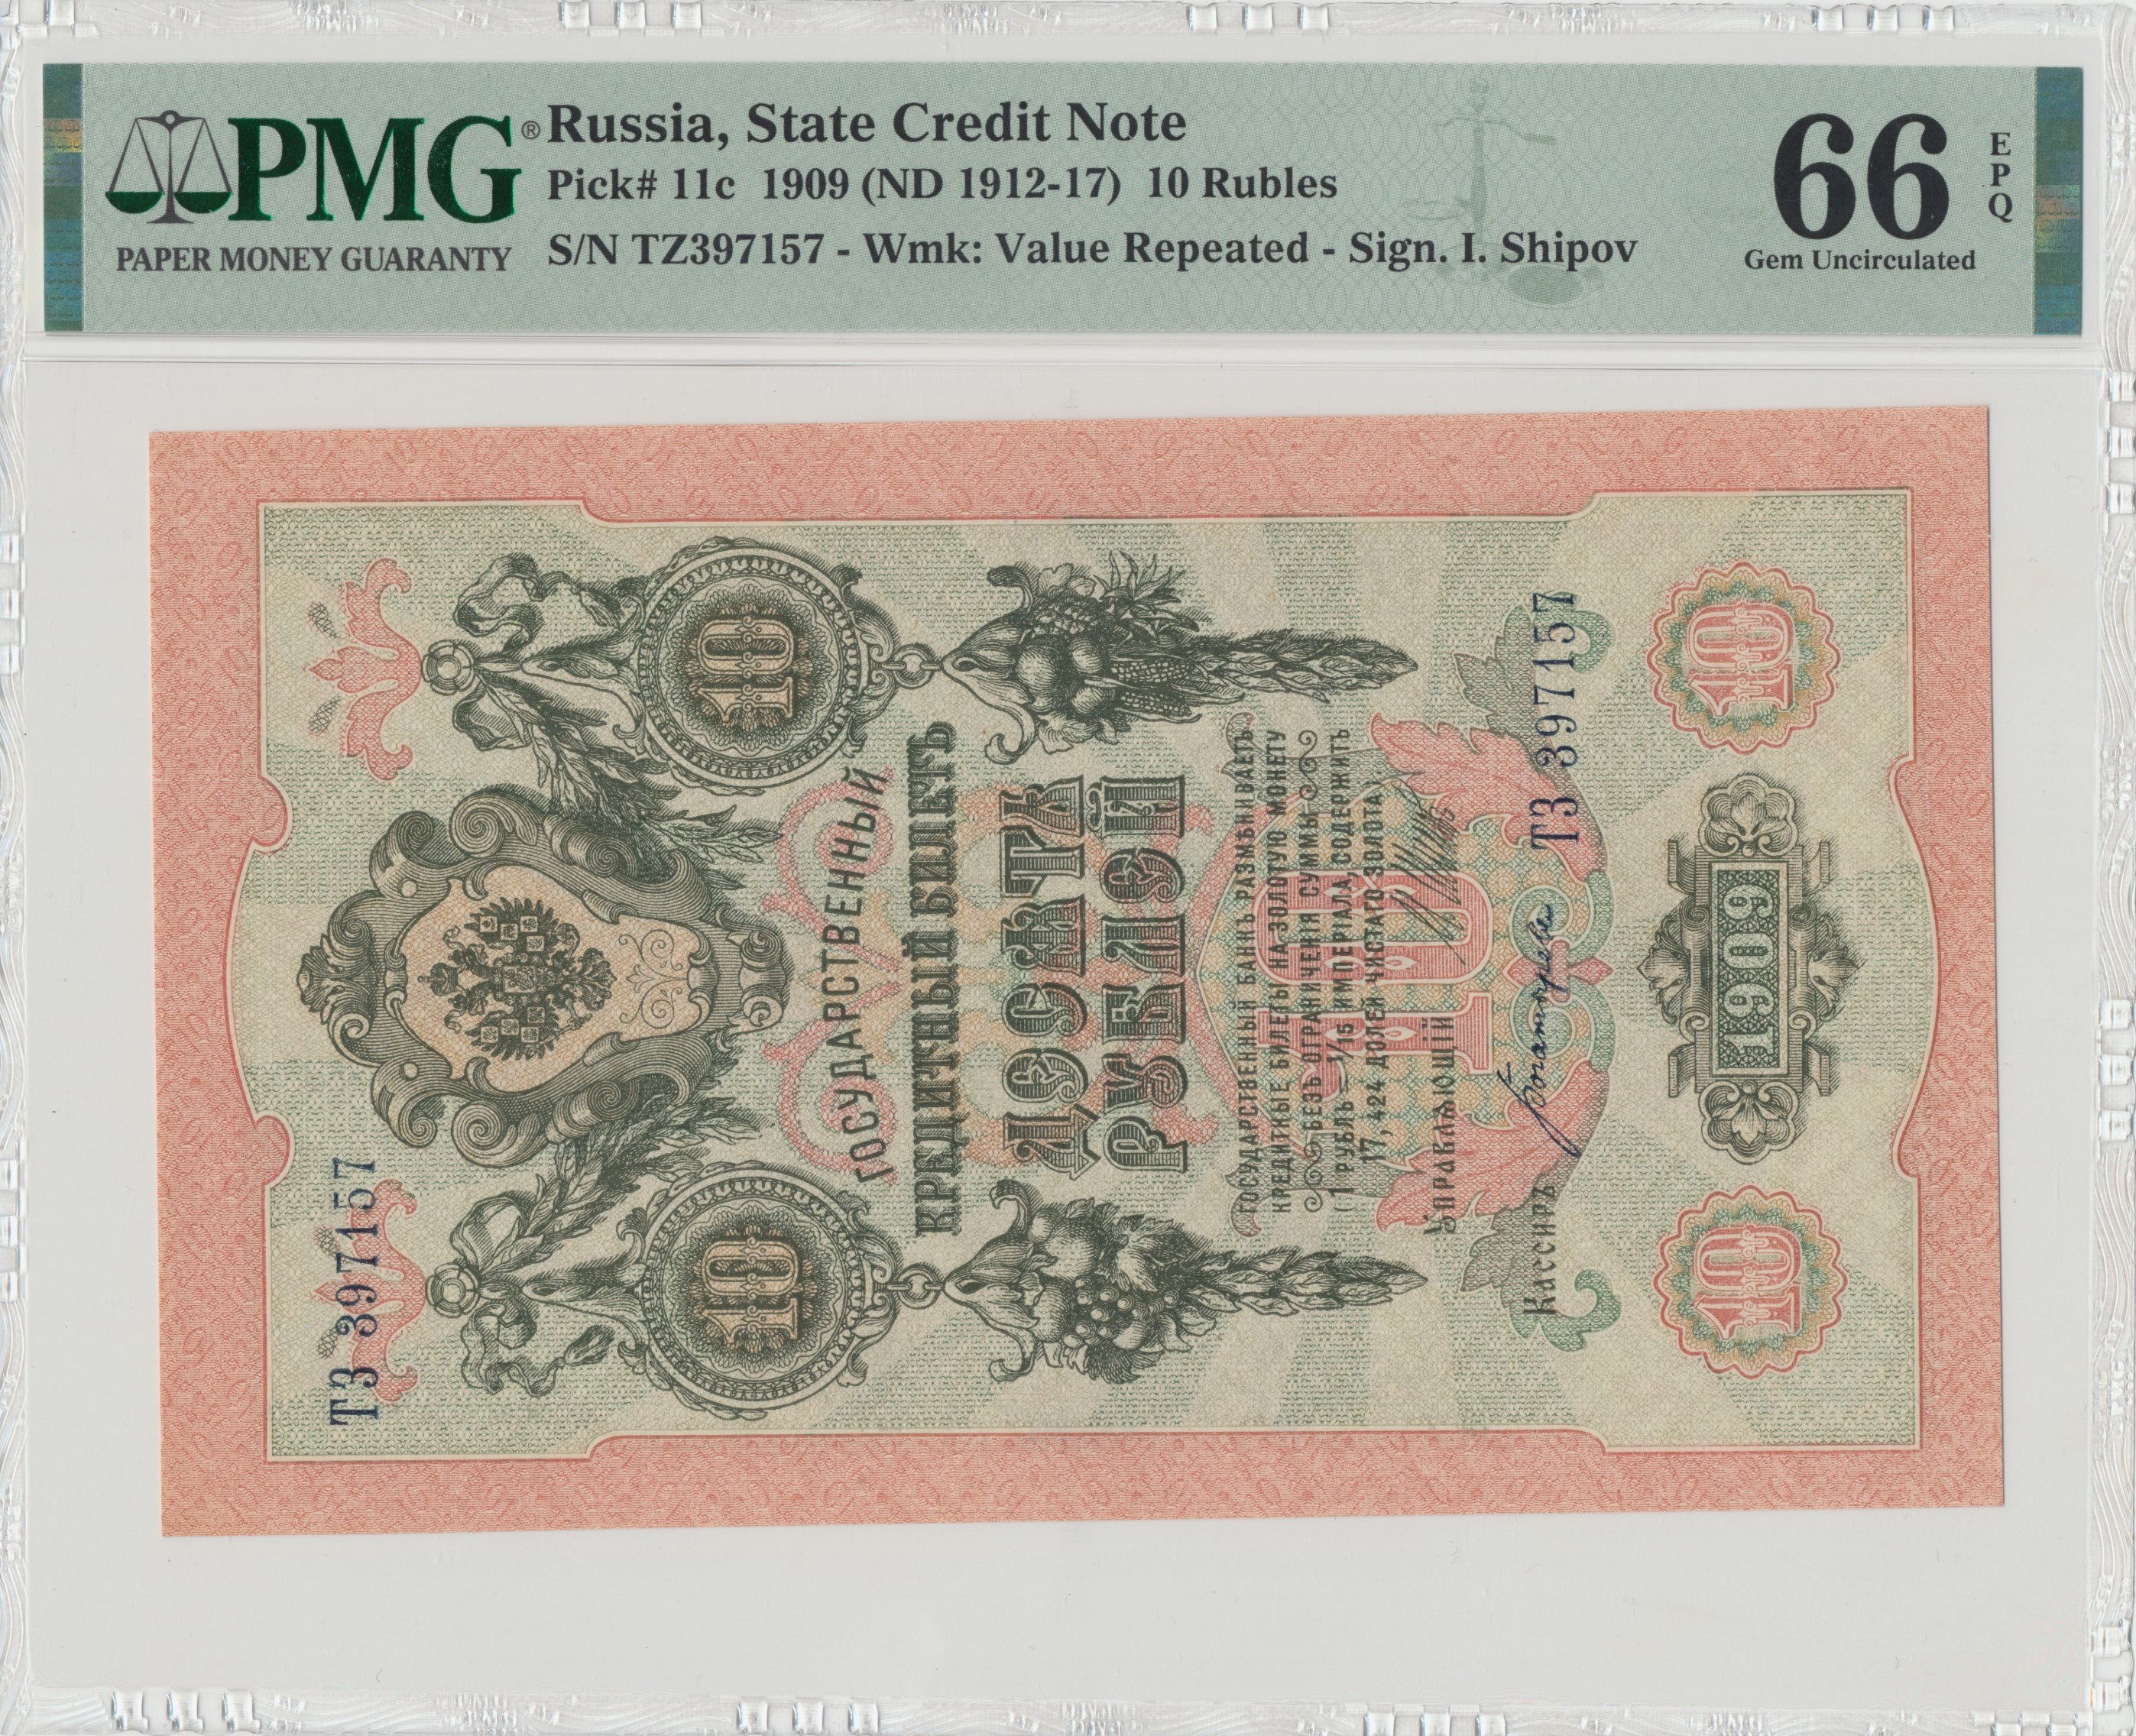 PMG®
PAPER MONEY GUARANTY
Russia, State Credit Note
Pick# 11c 1909 (ND 1912-17) 10 Rubles
S/N TZ397157 - Wmk: Value Repeated - Sign. I. Shipov
66
EPQ
Gem Uncirculated
ТЗ 397157
10
10
ГОСУДАРСТВЕННЫЙ
КРЕДИТНЫЙ БИЛЕТЪ
ДЕСЯТЬ
РУБЛЕЙ
ГОСУДАРСТВЕННЫЙ БАНКЪ РАЗМѢНИВАЕТЪ
КРЕДИТНЫЕ БИЛЕТЫ НА ЗОЛОТУЮ МОНЕТУ
БЕЗЪ ОГРАНИЧЕНІЯ СУММЫ
(1 РУБЛЬ = 1/15 ИМПЕРІАЛА, СОДЕРЖИТЪ
17,424 ДОЛЕЙ ЧИСТАГО ЗОЛОТА).
10
УПРАВЛЯЮЩІЙ
Кассиръ
ТЗ 397157
10
1909
10